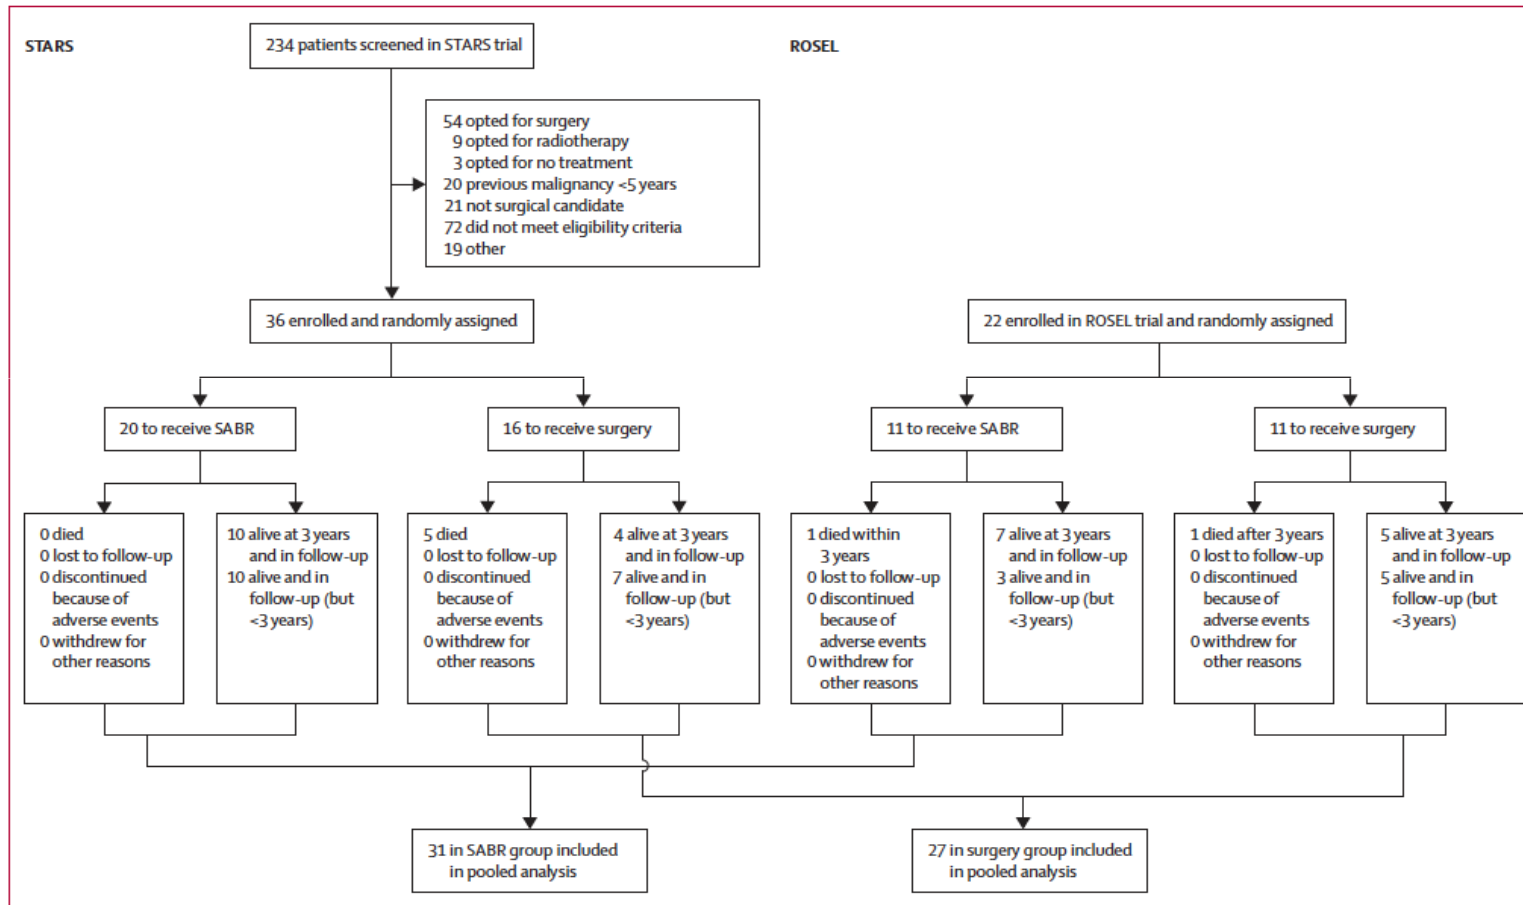 STARS
234 patients screened in STARS trial
ROSEL
54 opted for surgery
9 opted for radiotherapy
3 opted for no treatment
20 previous malignancy <5 years
21 not surgical candidate
72 did not meet eligibility criteria
19 other
36 enrolled and randomly assigned
22 enrolled in ROSEL trial and randomly assigned
20 to receive SABR
16 to receive surgery
11 to receive SABR
11 to receive surgery
0 died
0 lost to follow-up
0 discontinued
because of
adverse events
0 withdrew for
other reasons
10 alive at 3 years
and in follow-up
10 alive and in
follow-up (but
<3 years)
5 died
0 lost to follow-up
0 discontinued
because of
adverse events
0 withdrew for
other reasons
4 alive at 3 years
and in follow-up
7 alive and in
follow-up (but
<3 years)
1 died within
3 years
0 lost to follow-up
0 discontinued
because of
adverse events
0 withdrew for
other reasons
7 alive at 3 years
and in follow-up
3 alive and in
follow-up (but
<3 years)
1 died after 3 years
0 lost to follow-up
0 discontinued
because of
adverse events
0 withdrew for
other reasons
5 alive at 3 years
and in follow-up
5 alive and in
follow-up (but
<3 years)
31 in SABR group included
in pooled analysis
27 in surgery group included
in pooled analysis